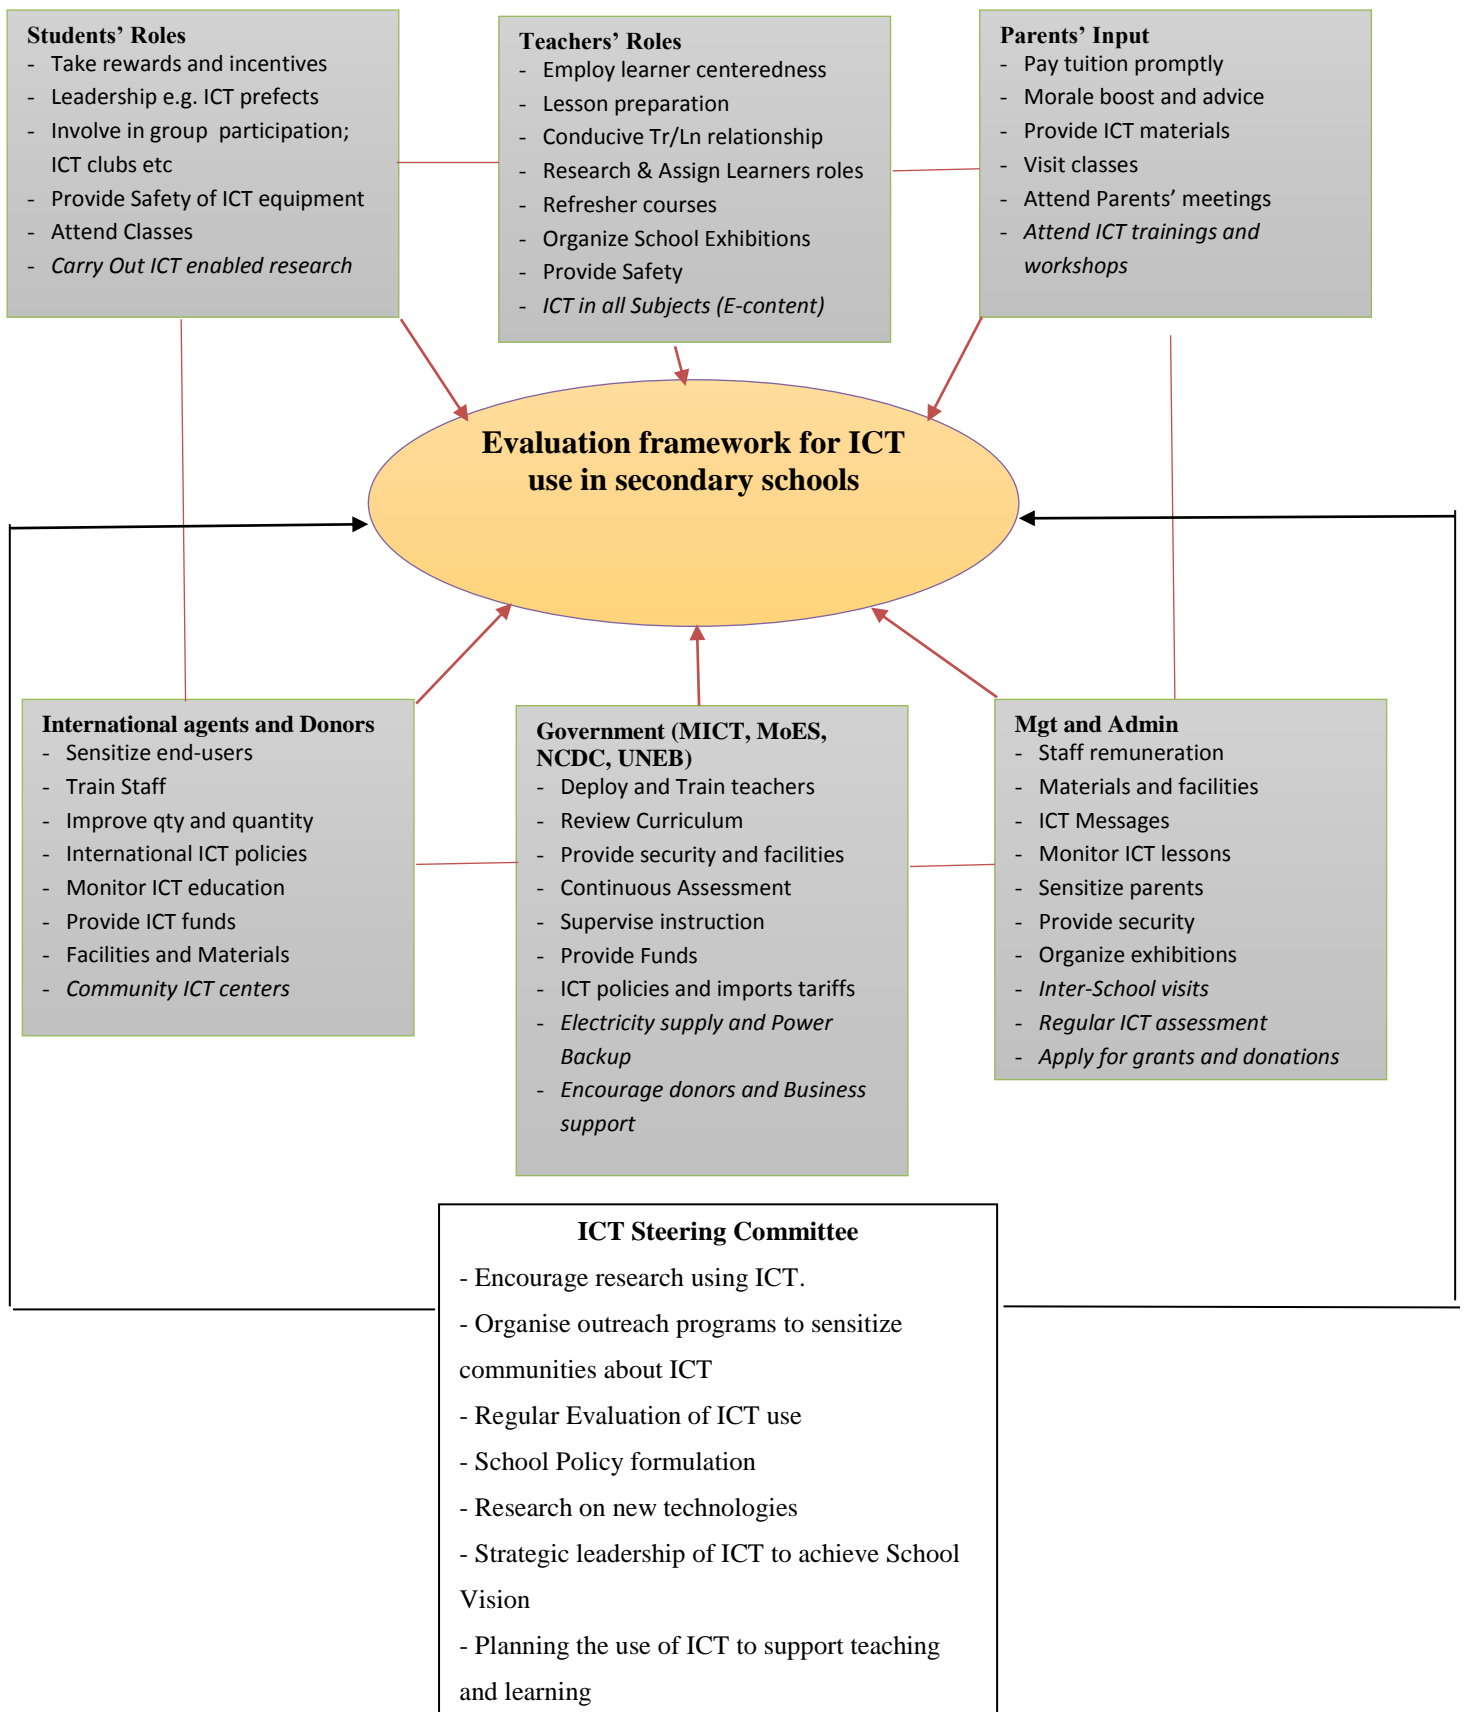 Students’ Roles
- Take rewards and incentives
- Leadership e.g. ICT prefects
- Involve in group participation;
ICT clubs etc
- Provide Safety of ICT equipment
- Attend Classes
- Carry Out ICT enabled research
Teachers’ Roles
- Employ learner centeredness
- Lesson preparation
- Conducive Tr/Ln relationship
- Research & Assign Learners roles
- Refresher courses
- Organize School Exhibitions
- Provide Safety
- ICT in all Subjects (E-content)
Parents’ Input
- Pay tuition promptly
- Morale boost and advice
- Provide ICT materials
- Visit classes
- Attend Parents’ meetings
- Attend ICT trainings and
workshops
Evaluation framework for ICT
use in secondary schools
International agents and Donors
- Sensitize end-users
- Train Staff
- Improve qty and quantity
- International ICT policies
- Monitor ICT education
- Provide ICT funds
- Facilities and Materials
- Community ICT centers
Government (MICT, MoES,
NCDC, UNEB)
- Deploy and Train teachers
- Review Curriculum
- Provide security and facilities
- Continuous Assessment
- Supervise instruction
- Provide Funds
- ICT policies and imports tariffs
- Electricity supply and Power
Backup
- Encourage donors and Business
support
Mgt and Admin
- Staff remuneration
- Materials and facilities
- ICT Messages
- Monitor ICT lessons
- Sensitize parents
- Provide security
- Organize exhibitions
- Inter-School visits
- Regular ICT assessment
- Apply for grants and donations
ICT Steering Committee
- Encourage research using ICT.
- Organise outreach programs to sensitize
communities about ICT
- Regular Evaluation of ICT use
- School Policy formulation
- Research on new technologies
- Strategic leadership of ICT to achieve School
Vision
- Planning the use of ICT to support teaching
and learning